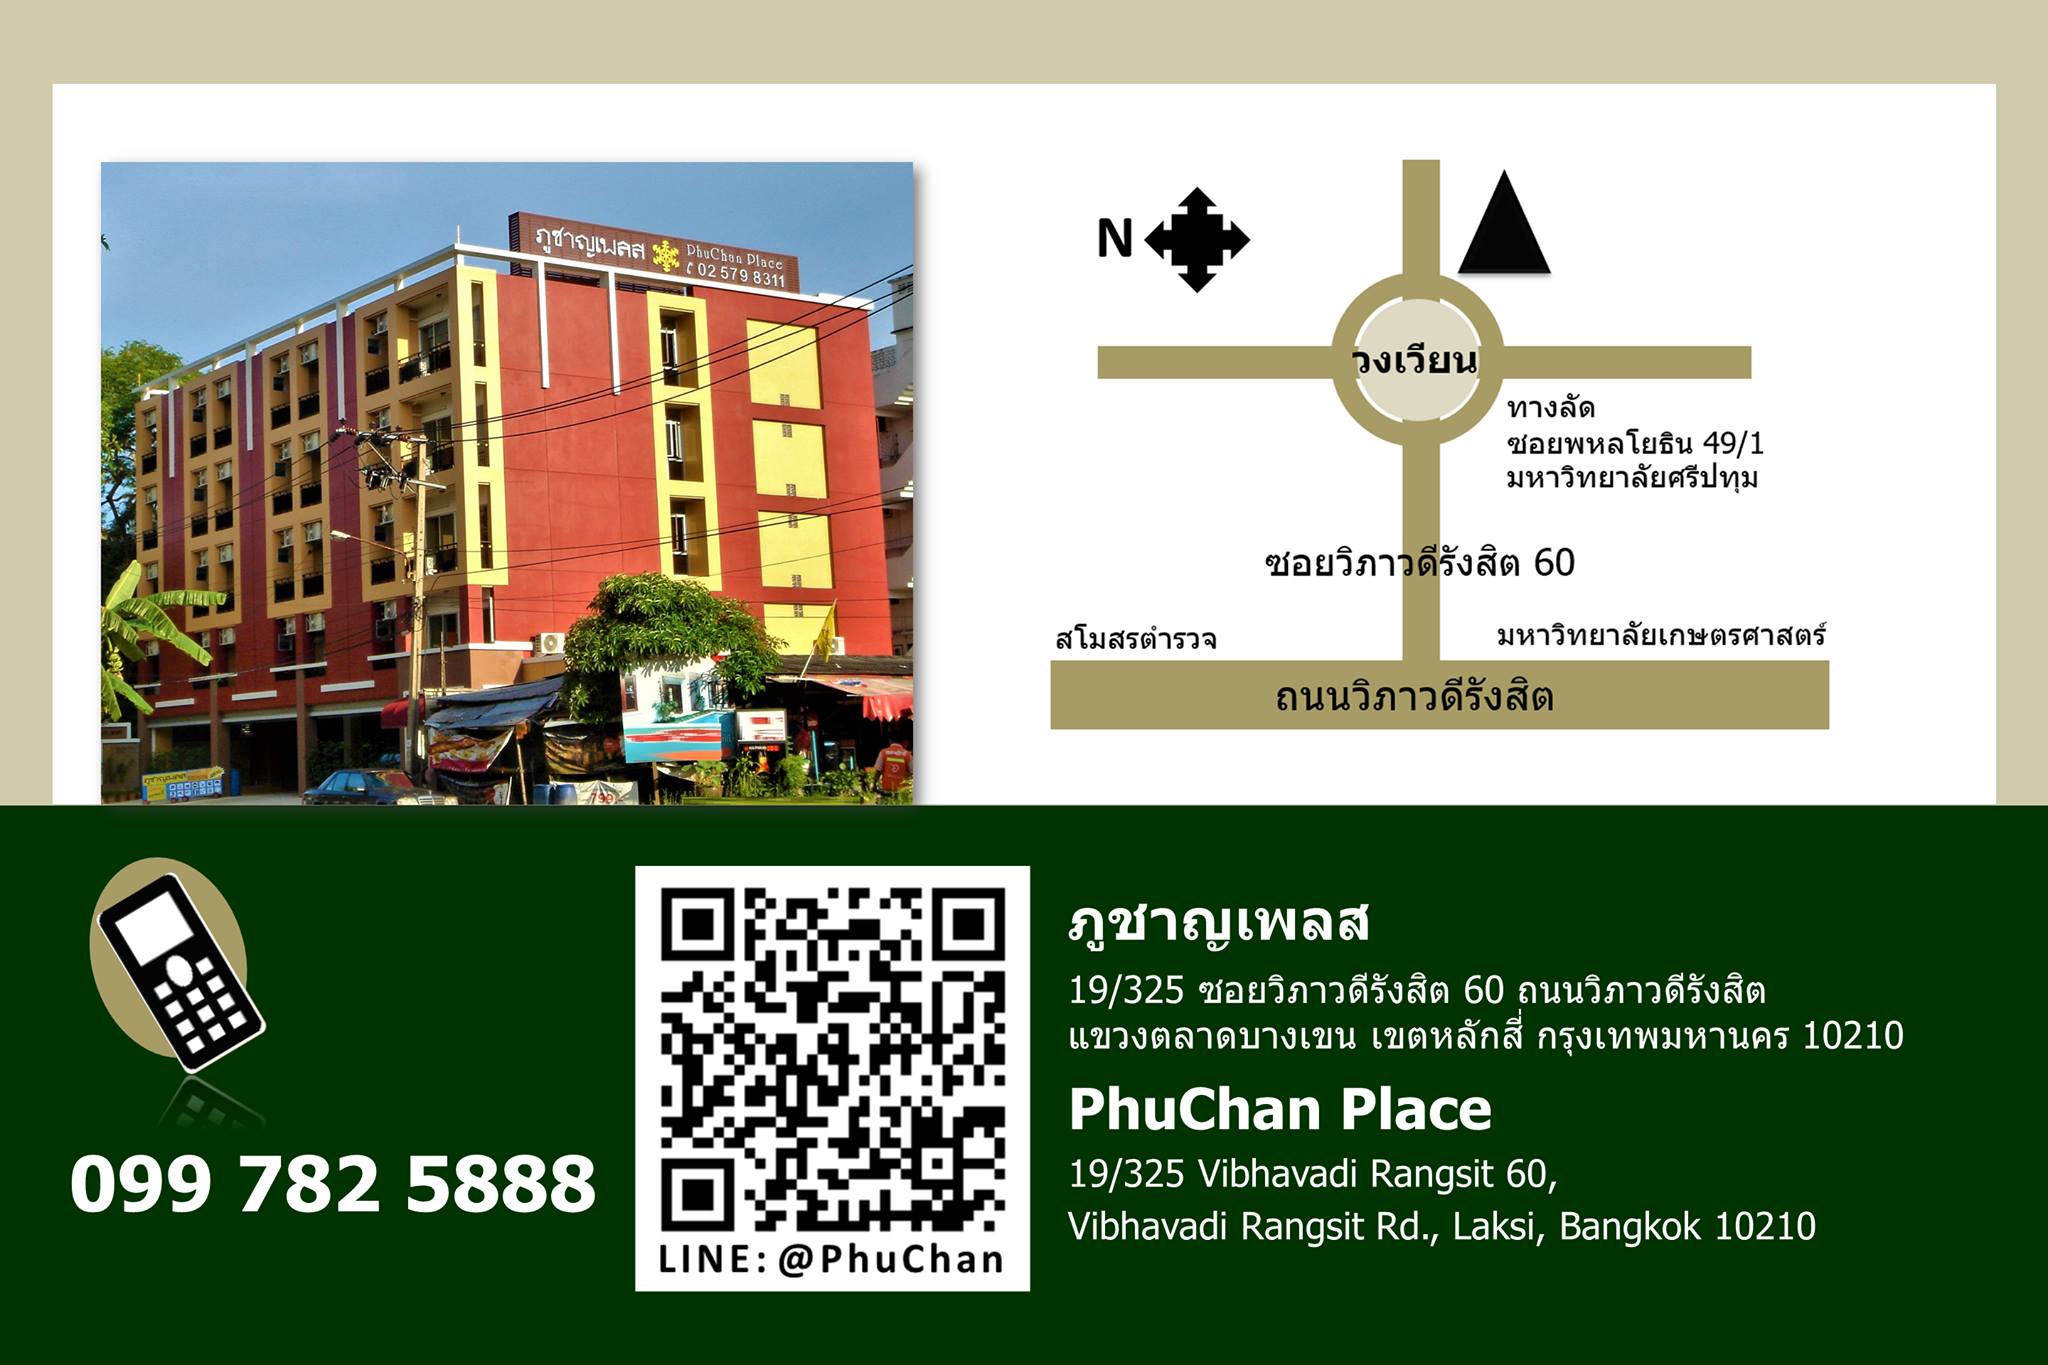 ภูชาญเพลส
PhuChan Place
02 579 8311
N
วงเวียน
ทางลัด
ซอยพหลโยธิน 49/1
มหาวิทยาลัยศรีปทุม
ซอยวิภาวดีรังสิต 60
สโมสรตำรวจ
มหาวิทยาลัยเกษตรศาสตร์
ถนนวิภาวดีรังสิต
099 782 5888
LINE: @PhuChan
ภูชาญเพลส
19/325 ซอยวิภาวดีรังสิต 60 ถนนวิภาวดีรังสิต
แขวงตลาดบางเขน เขตหลักสี่ กรุงเทพมหานคร 10210
PhuChan Place
19/325 Vibhavadi Rangsit 60,
Vibhavadi Rangsit Rd., Laksi, Bangkok 10210